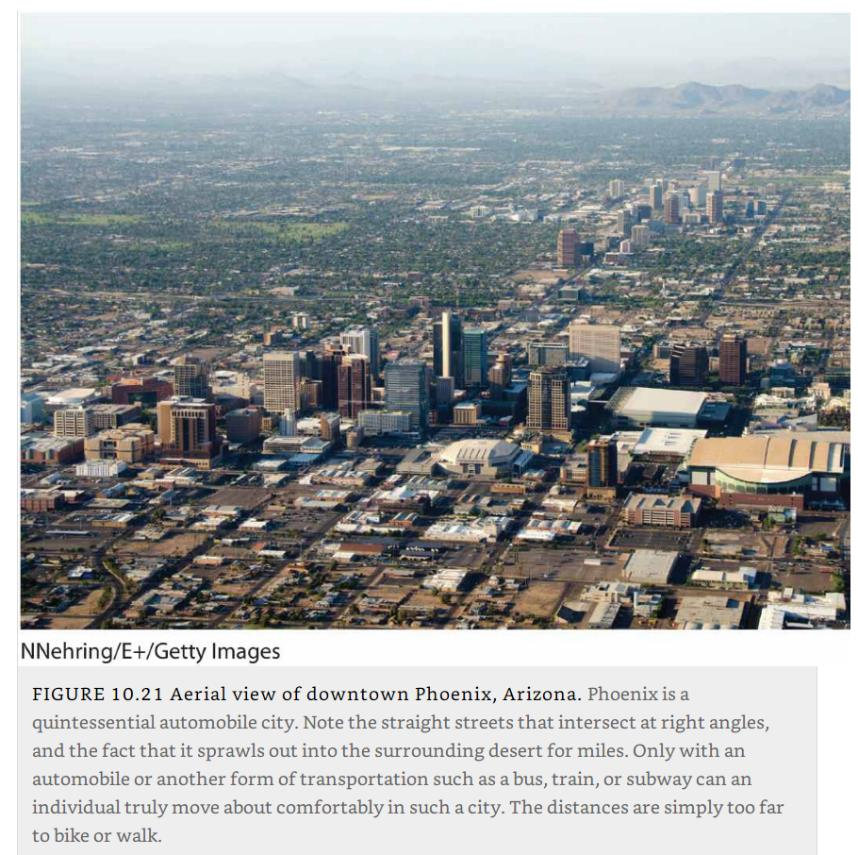 NNehring/E+/Getty Images
FIGURE 10.21 Aerial view of downtown Phoenix, Arizona. Phoenix is a
quintessential automobile city. Note the straight streets that intersect at right angles,
and the fact that it sprawls out into the surrounding desert for miles. Only with an
automobile or another form of transportation such as a bus, train, or subway can an
individual truly move about comfortably in such a city. The distances are simply too far
to bike or walk.